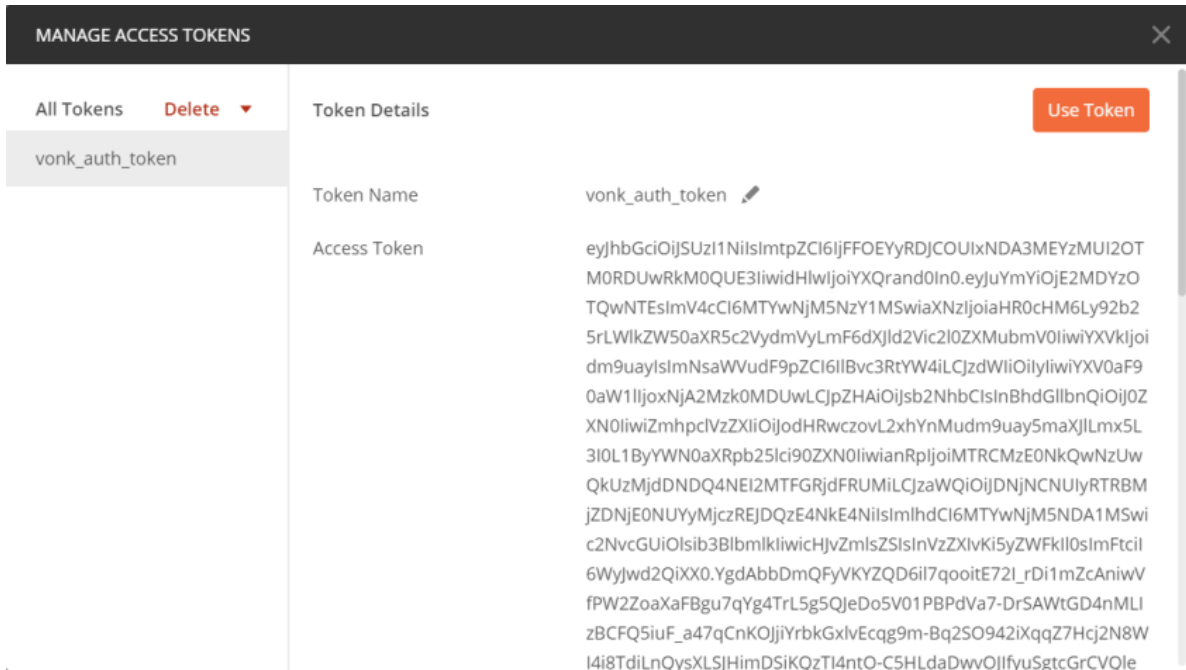 MANAGE ACCESS TOKENS
All Tokens Delete
Token Details
Use Token
vonk_auth_token
Token Name
vonk_auth_token
Access Token
eyJhbGciOiJSUzI1NiIsImtpZCI6IjFFOEYyRDJCOUIxNDA3MEYzMUI2OT
M0RDUwRkM0QUE3IiwidHlwIjoiYXQrand0In0.eyJuYmYiOjE2MDYzO
TQwNTEsImV4cCI6MTYwNjM5NzY1MSwiaXNzIjoiaHR0cHM6Ly92b2
5rLWlkZW50aXR5c2VydmVyLmF6dXJld2Vic2l0ZXMubmV0IiwiYXVkIjoi
dm9uayIsImNsaWVudF9pZCI6IlBvc3RtYW4iLCJzdWIiOiIyIiwiYXV0aF9
0aW1lIjoxNjA2Mzk0MDUwLCJpZHAiOiJsb2NhbCIsInBhdGllbnQiOiJ0Z
XN0IiwiZmhpclVzZXIiOiJodHRwczovL2xhYnMudm9uay5maXJlLmx5L
3I0L1ByYWN0aXRpb25lci90ZXN0IiwianRpIjoiMTRCMzE0NkQwNzUw
QkUzMjdDNDQ4NEI2MTFGRjdFRUMiLCJzaWQiOiJDNjNCNUIyRTRBM
jZDNjE0NUYyMjczREJDQzE4NkE4NiIsImlhdCI6MTYwNjM5NDA1MSwi
c2NvcGUiOlsib3BlbmlkIiwicHJvZmlsZSIsInVzZXIvKi5yZWFkIl0sImFtciI
6WyJwd2QiXX0.YgdAbbDmQFyVKYZQD6il7qooitE72I_rDi1mZcAniwV
fPW2ZoaXaFBgu7qYg4TrL5g5QJeDo5V01PBPdVa7-DrSAWtGD4nMLI
zBCFQ5iuF_a47qCnKOJjiYrbkGxlvEcqg9m-Bq2SO942iXqqZ7Hcj2N8W